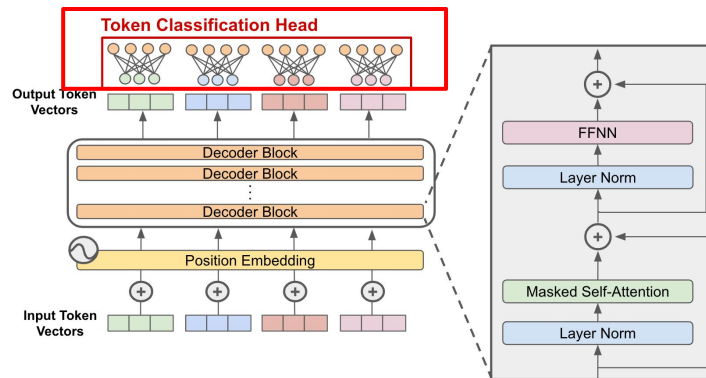 Token Classification Head
Output Token
Vectors
Decoder Block
Decoder Block
Decoder Block
Position Embedding
Input Token
Vectors
FFNN
Layer Norm
Masked Self-Attention
Layer Norm